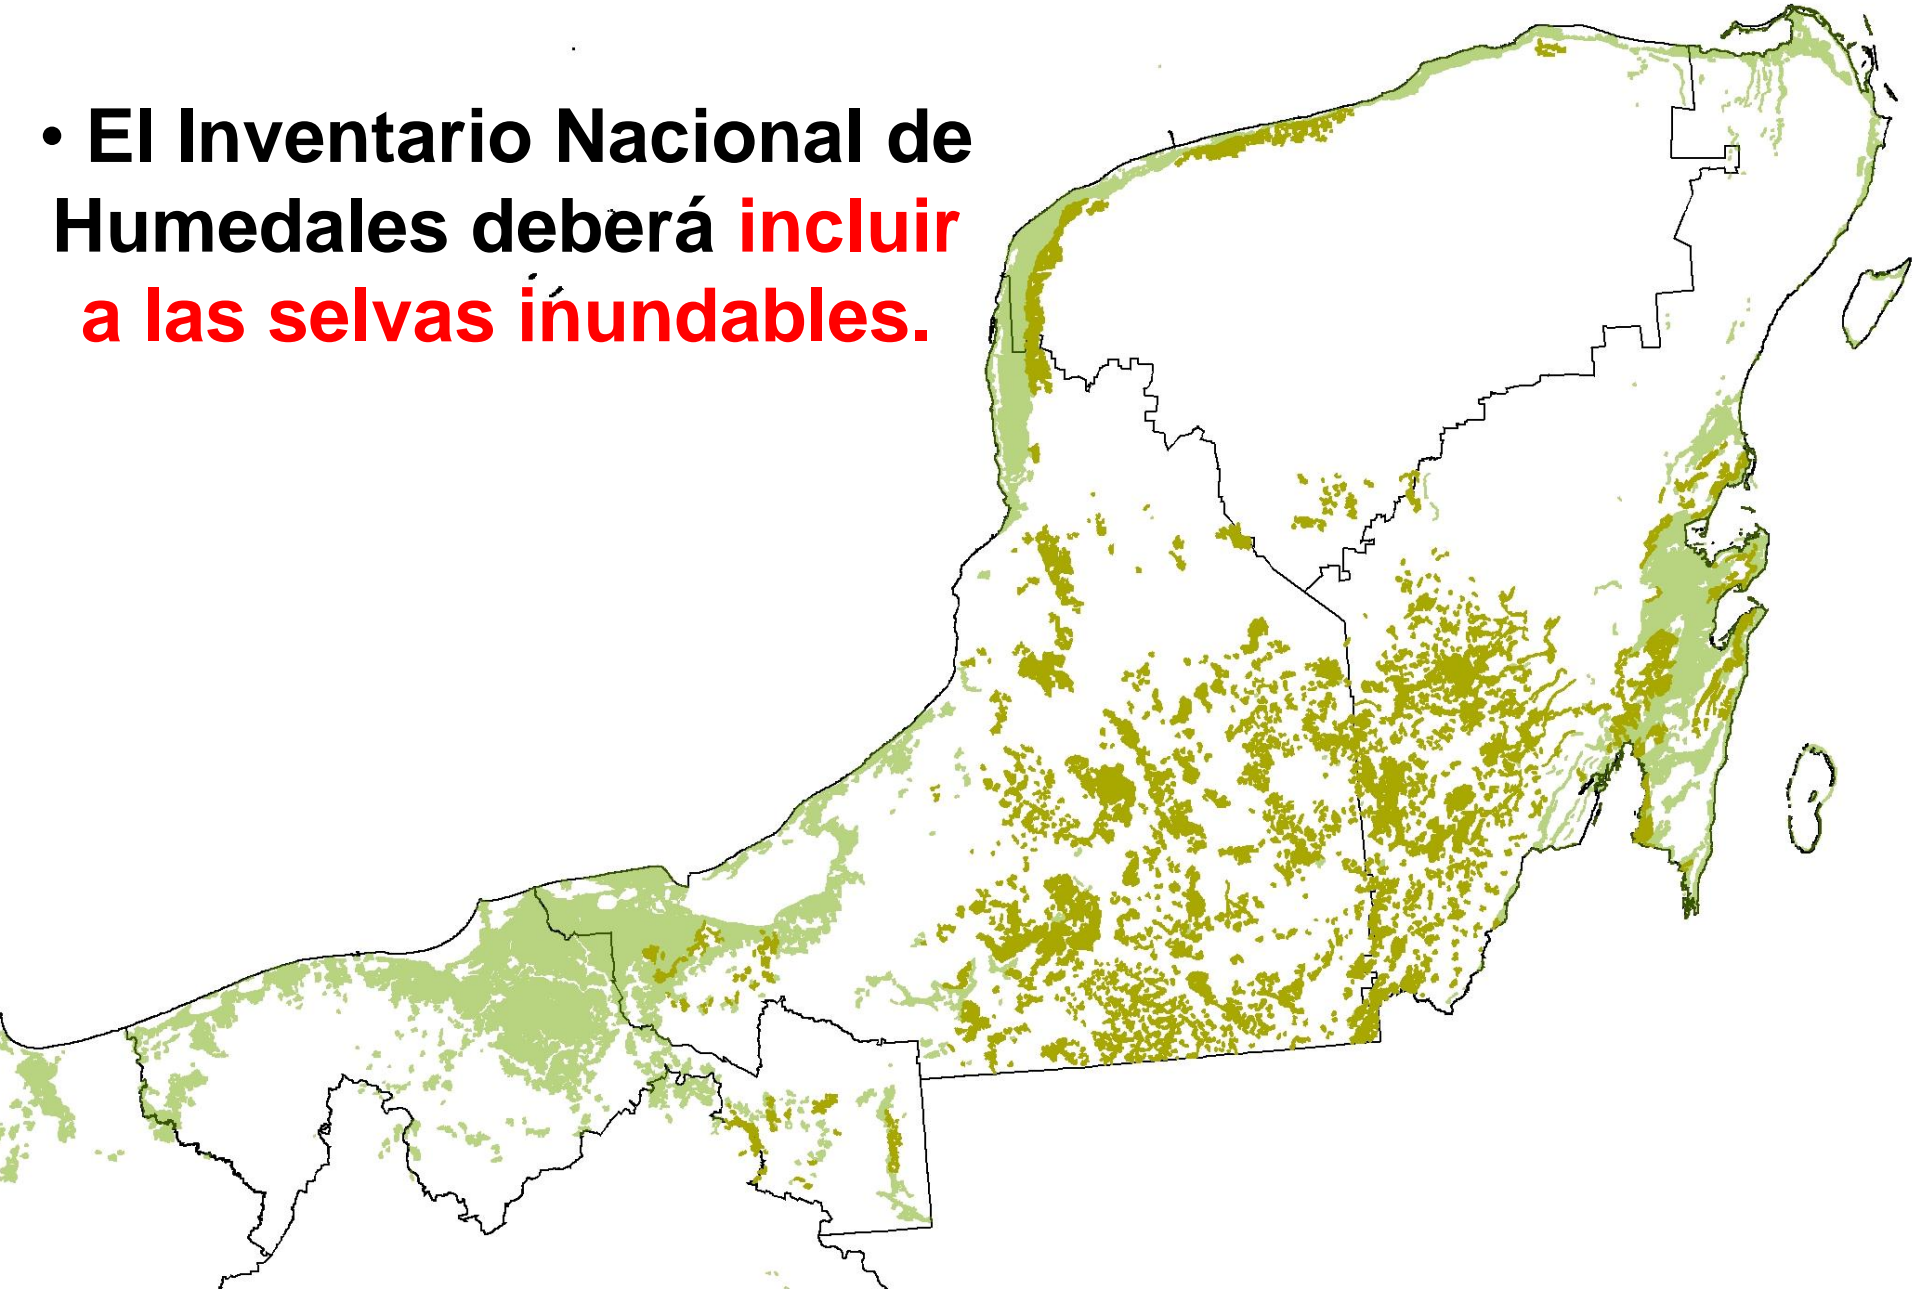 • El Inventario Nacional de
Humedales deberá incluir
a las selvas inundables.